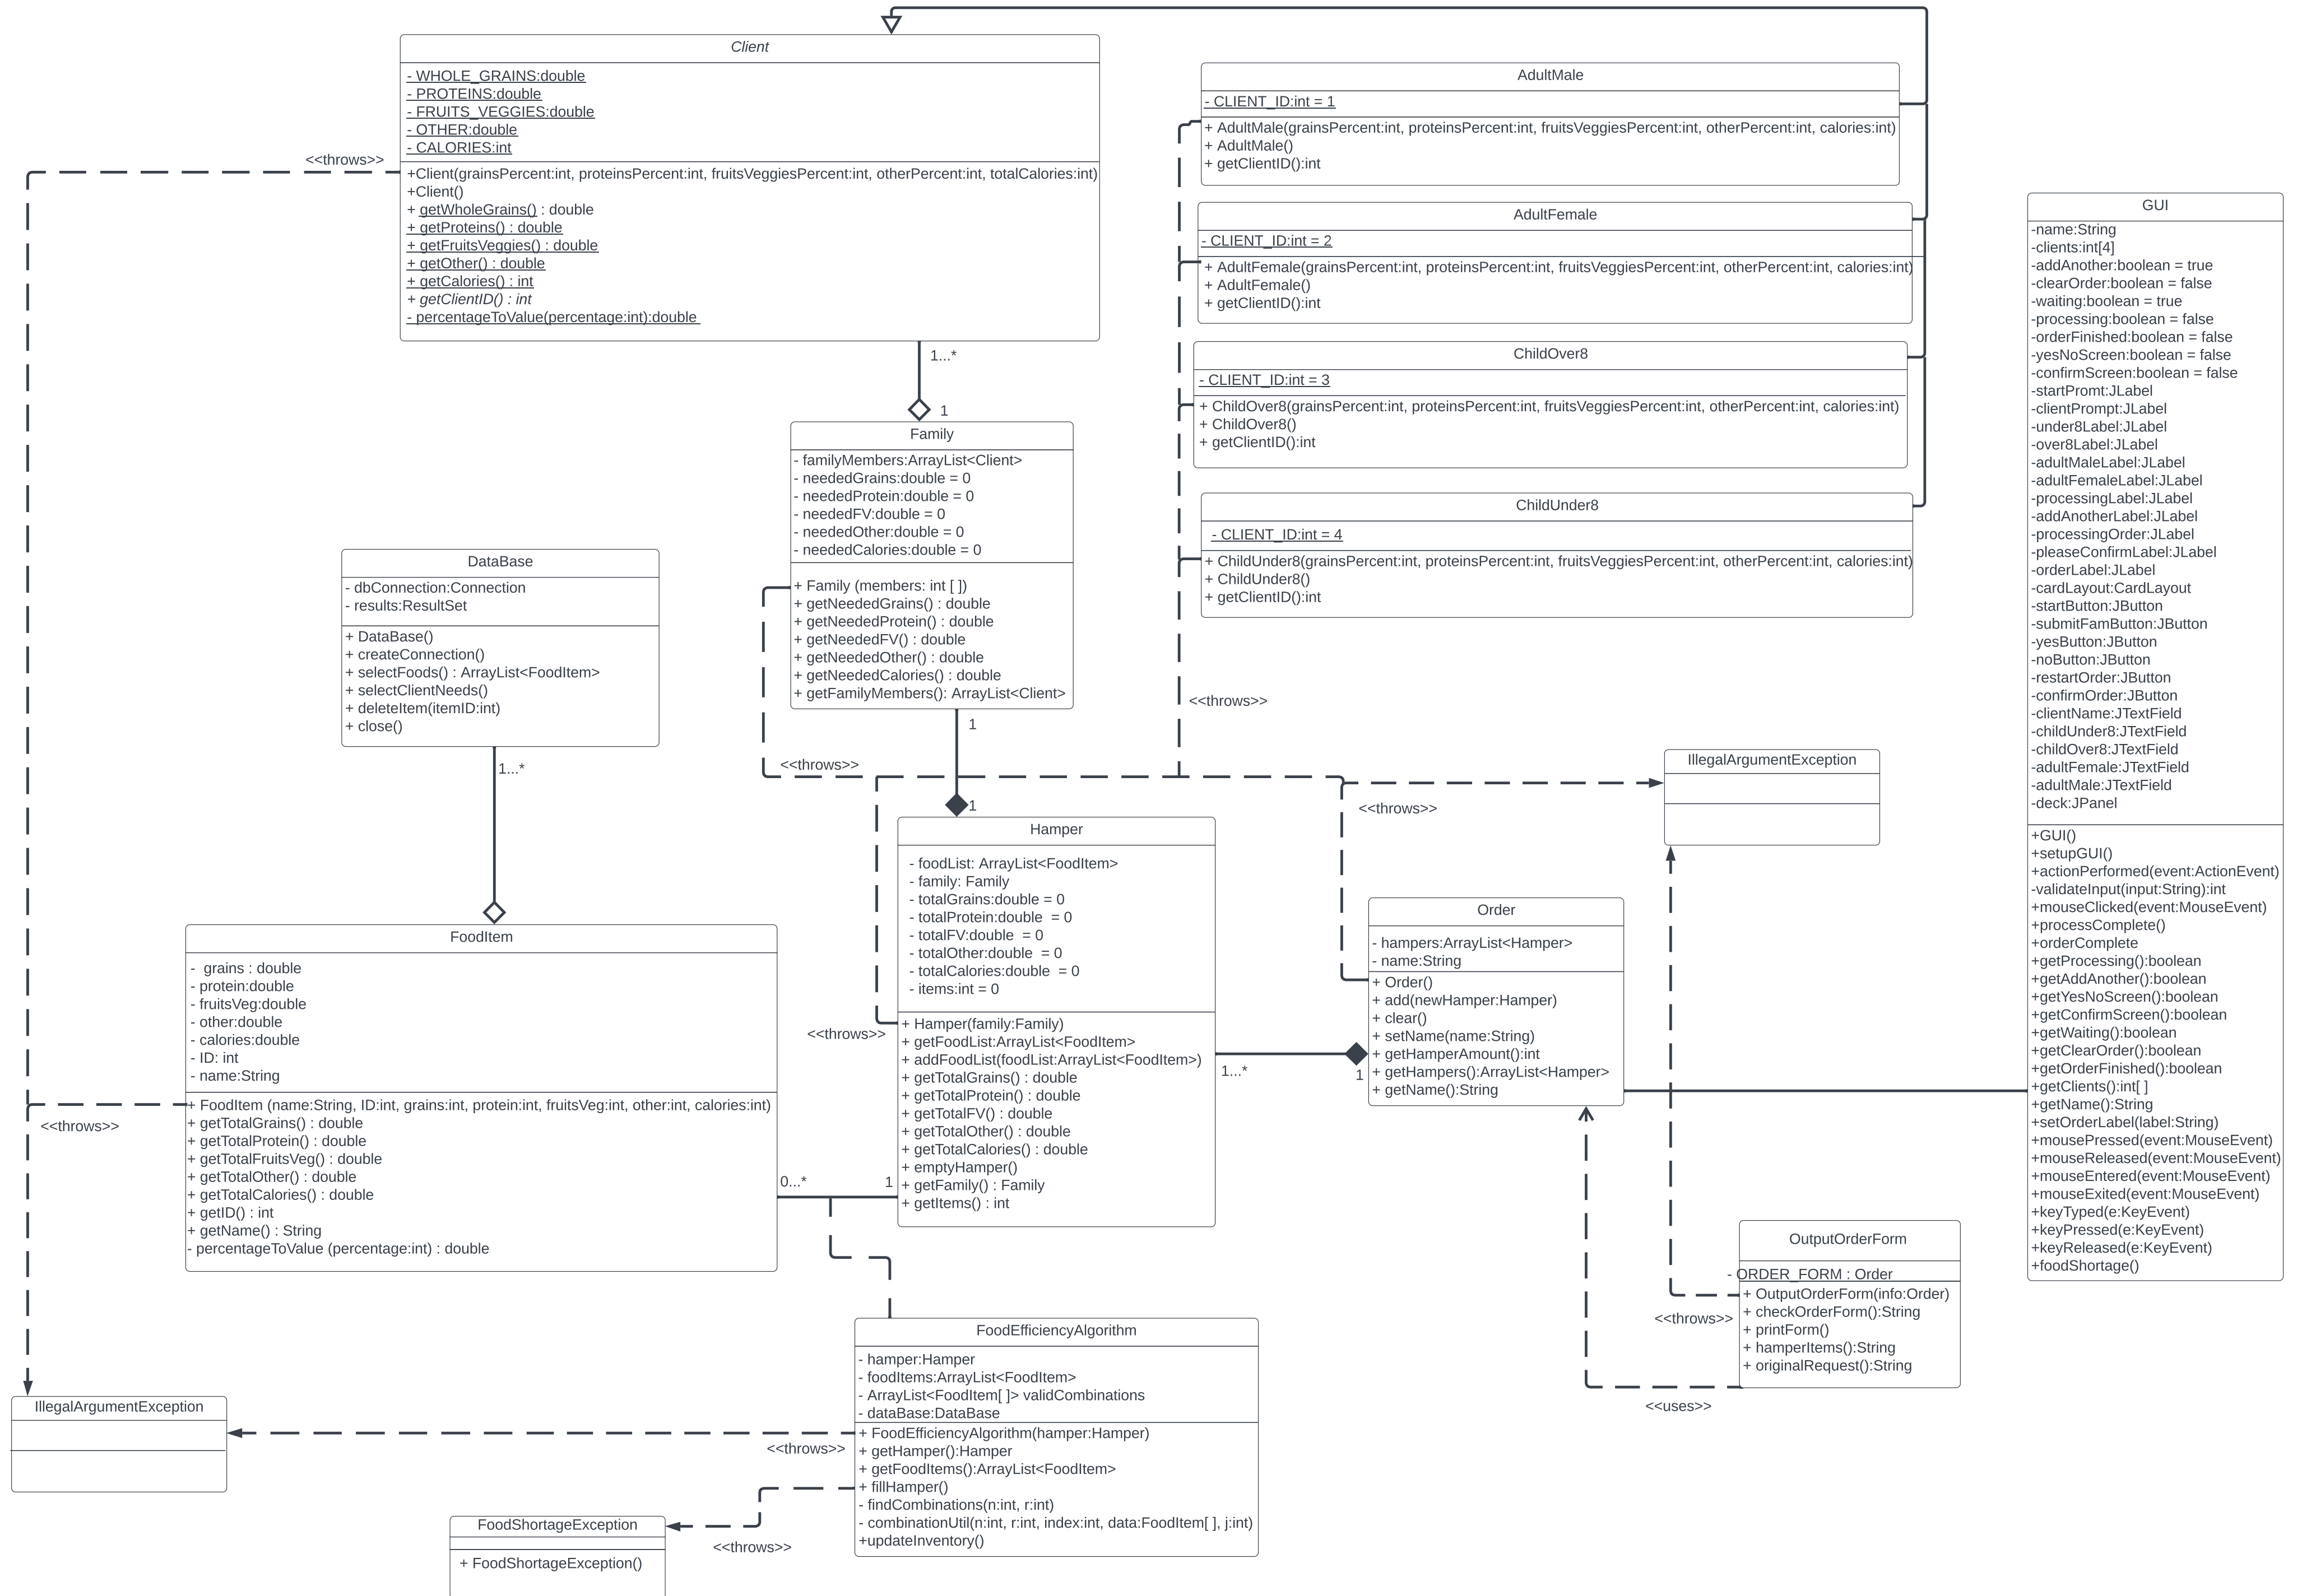 Client
- WHOLE_GRAINS:double
- PROTEINS:double
- FRUITS_VEGGIES:double
- OTHER:double
- CALORIES:int
+Client(grainsPercent:int, proteinsPercent:int, fruitsVeggiesPercent:int, otherPercent:int, totalCalories:int)
+Client()
+ getWholeGrains() : double
+ getProteins() : double
+ getFruitsVeggies() : double
+ getOther() : double
+ getCalories() : int
+ getClientID() : int
- percentageToValue(percentage:int):double
<<throws>>
1...*
1
AdultMale
- CLIENT_ID:int = 1
+ AdultMale(grainsPercent:int, proteinsPercent:int, fruitsVeggiesPercent:int, otherPercent:int, calories:int)
+ AdultMale()
+ getClientID():int
AdultFemale
- CLIENT_ID:int = 2
+ AdultFemale(grainsPercent:int, proteinsPercent:int, fruitsVeggiesPercent:int, otherPercent:int, calories:int)
+ AdultFemale()
+ getClientID():int
ChildOver8
- CLIENT_ID:int = 3
+ ChildOver8(grainsPercent:int, proteinsPercent:int, fruitsVeggiesPercent:int, otherPercent:int, calories:int)
+ ChildOver8()
+ getClientID():int
ChildUnder8
- CLIENT_ID:int = 4
+ ChildUnder8(grainsPercent:int, proteinsPercent:int, fruitsVeggiesPercent:int, otherPercent:int, calories:int)
+ ChildUnder8()
+ getClientID():int
<<throws>>
GUI
-name:String
-clients:int[4]
-addAnother:boolean = true
-clearOrder:boolean = false
-waiting:boolean = true
-processing:boolean = false
-orderFinished:boolean = false
-yesNoScreen:boolean = false
-confirmScreen:boolean = false
-startPromt:JLabel
-clientPrompt:JLabel
-under8Label:JLabel
-over8Label:JLabel
-adultMaleLabel:JLabel
-adultFemaleLabel:JLabel
-processingLabel:JLabel
-addAnotherLabel:JLabel
-processingOrder:JLabel
-pleaseConfirmLabel:JLabel
-orderLabel:JLabel
-cardLayout:CardLayout
-startButton:JButton
-submitFamButton:JButton
-yesButton:JButton
-noButton:JButton
-restartOrder:JButton
-confirmOrder:JButton
-clientName:JTextField
-childUnder8:JTextField
-childOver8:JTextField
-adultFemale:JTextField
-adultMale:JTextField
-deck:JPanel
+GUI()
+setupGUI()
+actionPerformed(event:ActionEvent)
-validateInput(input:String):int
+mouseClicked(event:MouseEvent)
+processComplete()
+orderComplete
+getProcessing():boolean
+getAddAnother():boolean
+getYesNoScreen():boolean
+getConfirmScreen():boolean
+getWaiting():boolean
+getClearOrder():boolean
+getOrderFinished():boolean
+getClients():int[ ]
+getName():String
+setOrderLabel(label:String)
+mousePressed(event:MouseEvent)
+mouseReleased(event:MouseEvent)
+mouseEntered(event:MouseEvent)
+mouseExited(event:MouseEvent)
+keyTyped(e:KeyEvent)
+keyPressed(e:KeyEvent)
+keyReleased(e:KeyEvent)
+foodShortage()
Family
- familyMembers:ArrayList<Client>
- neededGrains:double = 0
- neededProtein:double = 0
- neededFV:double = 0
- neededOther:double = 0
- neededCalories:double = 0
+ Family (members: int [ ])
+ getNeededGrains() : double
+ getNeededProtein() : double
+ getNeededFV() : double
+ getNeededOther() : double
+ getNeededCalories() : double
+ getFamilyMembers(): ArrayList<Client>
1
<<throws>>
1
DataBase
- dbConnection:Connection
- results:ResultSet
+ DataBase()
+ createConnection()
+ selectFoods() : ArrayList<FoodItem>
+ selectClientNeeds()
+ deleteItem(itemID:int)
+ close()
1...*
IllegalArgumentException
<<throws>>
Hamper
- foodList: ArrayList<FoodItem>
- family: Family
- totalGrains:double = 0
- totalProtein:double = 0
- totalFV:double = 0
- totalOther:double = 0
- totalCalories:double = 0
- items:int = 0
+ Hamper(family:Family)
+ getFoodList:ArrayList<FoodItem>
+ addFoodList(foodList:ArrayList<FoodItem>)
+ getTotalGrains() : double
+ getTotalProtein() : double
+ getTotalFV() : double
+ getTotalOther() : double
+ getTotalCalories() : double
+ emptyHamper()
+ getFamily() : Family
+ getItems() : int
<<throws>>
1...*
1
Order
- hampers:ArrayList<Hamper>
- name:String
+ Order()
+ add(newHamper:Hamper)
+ clear()
+ setName(name:String)
+ getHamperAmount():int
+ getHampers():ArrayList<Hamper>
+ getName():String
FoodItem
- grains : double
- protein:double
- fruitsVeg:double
- other:double
- calories:double
- ID: int
- name:String
+ FoodItem (name:String, ID:int, grains:int, protein:int, fruitsVeg:int, other:int, calories:int)
+ getTotalGrains() : double
+ getTotalProtein() : double
+ getTotalFruitsVeg() : double
+ getTotalOther() : double
+ getTotalCalories() : double
+ getID() : int
+ getName() : String
- percentageToValue (percentage:int) : double
<<throws>>
0...*
1
OutputOrderForm
- ORDER_FORM : Order
+ OutputOrderForm(info:Order)
+ checkOrderForm():String
+ printForm()
+ hamperItems():String
+ originalRequest():String
<<throws>>
<<uses>>
FoodEfficiencyAlgorithm
- hamper:Hamper
- foodItems:ArrayList<FoodItem>
- ArrayList<FoodItem[ ]> validCombinations
- dataBase:DataBase
+ FoodEfficiencyAlgorithm(hamper:Hamper)
+ getHamper():Hamper
+ getFoodItems():ArrayList<FoodItem>
+ fillHamper()
- findCombinations(n:int, r:int)
- combinationUtil(n:int, r:int, index:int, data:FoodItem[ ], j:int)
+updateInventory()
IllegalArgumentException
<<throws>>
FoodShortageException
+ FoodShortageException()
<<throws>>